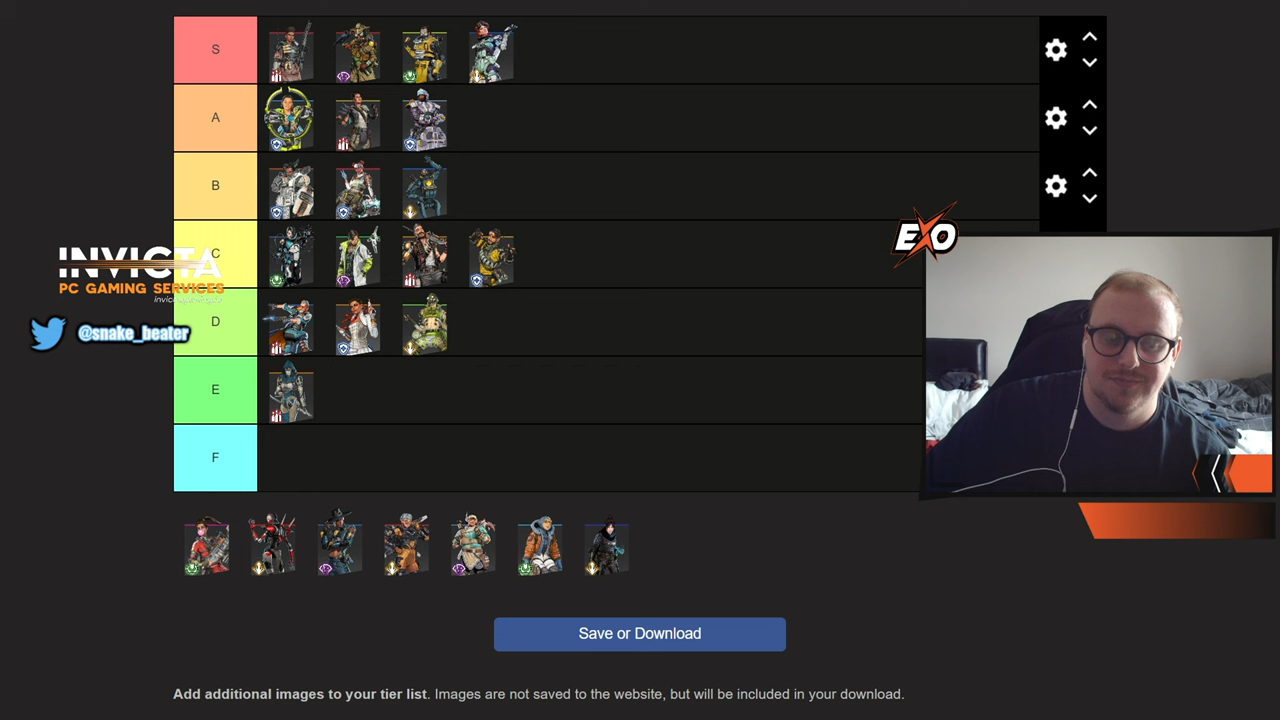 S
A
B
C
D
E
F
INVICTA
PC GAMING SERVICES
@snake_beater
EXO
Save or Download
Add additional images to your tier list. Images are not saved to the website, but will be included in your download.